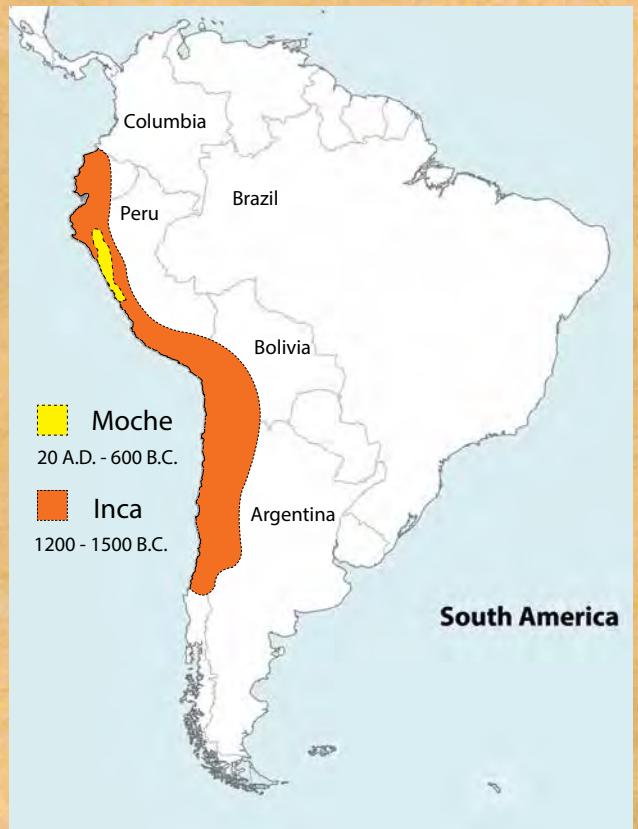 Columbia
Peru
Brazil
Bolivia
Moche
20 A.D. - 600 B.C.
Inca
1200 - 1500 B.C.
Argentina
South America